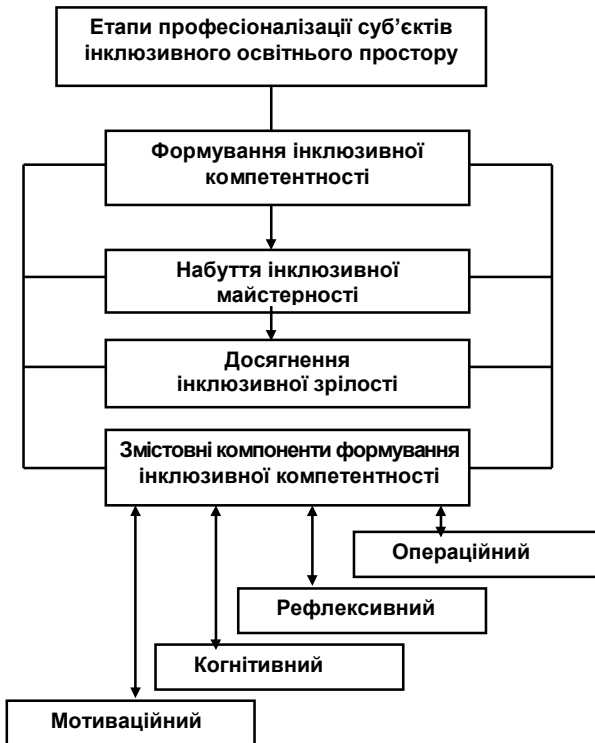 Етапи професіоналізації суб’єктів
інклюзивного освітнього простору
Формування інклюзивної
компетентності
Набуття інклюзивної
майстерності
Досягнення
інклюзивної зрілості
Змістовні компоненти формування
інклюзивної компетентності
Операційний
Рефлексивний
Когнітивний
Мотиваційний